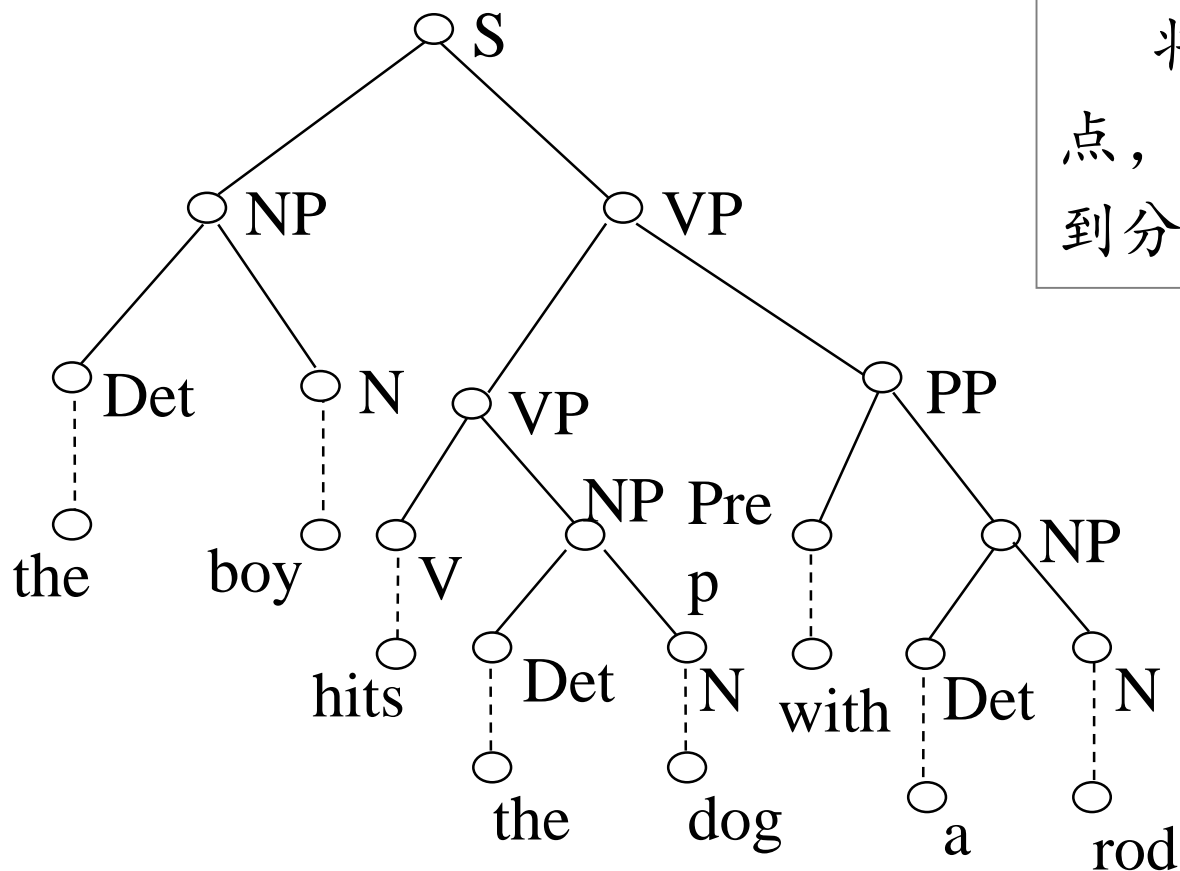 S
点，
到分
NP
VP
Det
N
VP
PP
NP
Prep
NP
the
boy
V
hits
Det
N
with
Det
N
the
dog
a
rod